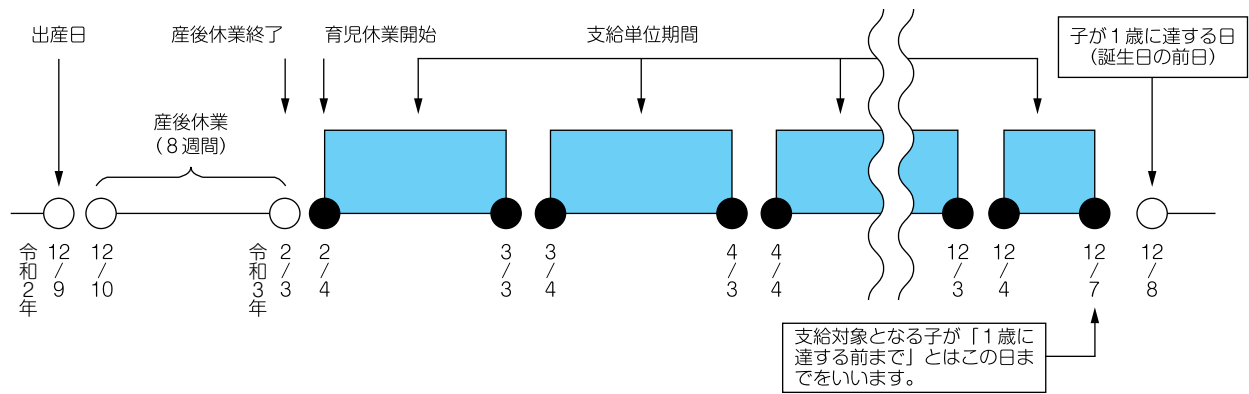 出産日
産後休業終了
育児休業開始
支給単位期間
子が１歳に達する日
（誕生日の前日）
産後休業
（８週間）
令和2年
12/9
12/10
令和3年
2/3
2/4
3/3
3/4
4/3
4/4
12/3
12/4
12/7
12/8
支給対象となる子が「１歳に
達する前まで」とはこの日ま
でをいいます。